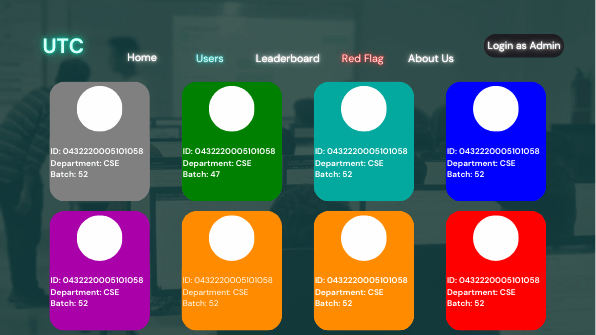 UTC
Home
Users
Leaderboard
Red Flag
About Us
Login as Admin
ID: 0432220005101058
Department: CSE
Batch: 52
ID: 0432220005101058
Department: CSE
Batch: 47
ID: 0432220005101058
Department: CSE
Batch: 52
ID: 0432220005101058
Department: CSE
Batch: 52
ID: 0432220005101058
Department: CSE
Batch: 52
ID: 0432220005101058
Department: CSE
Batch: 52
ID: 0432220005101058
Department: CSE
Batch: 52
ID: 0432220005101058
Department: CSE
Batch: 52